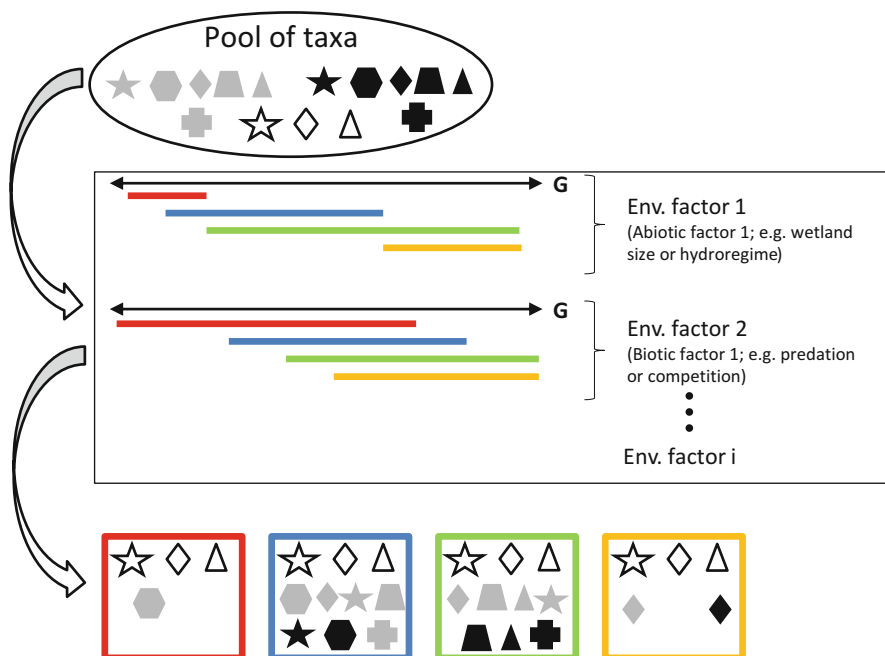 Pool of taxa
G
Env. factor 1
(Abiotic factor 1; e.g. wetland
size or hydroregime)
G
Env. factor 2
(Biotic factor 1; e.g. predation
or competition)
Env. factor i